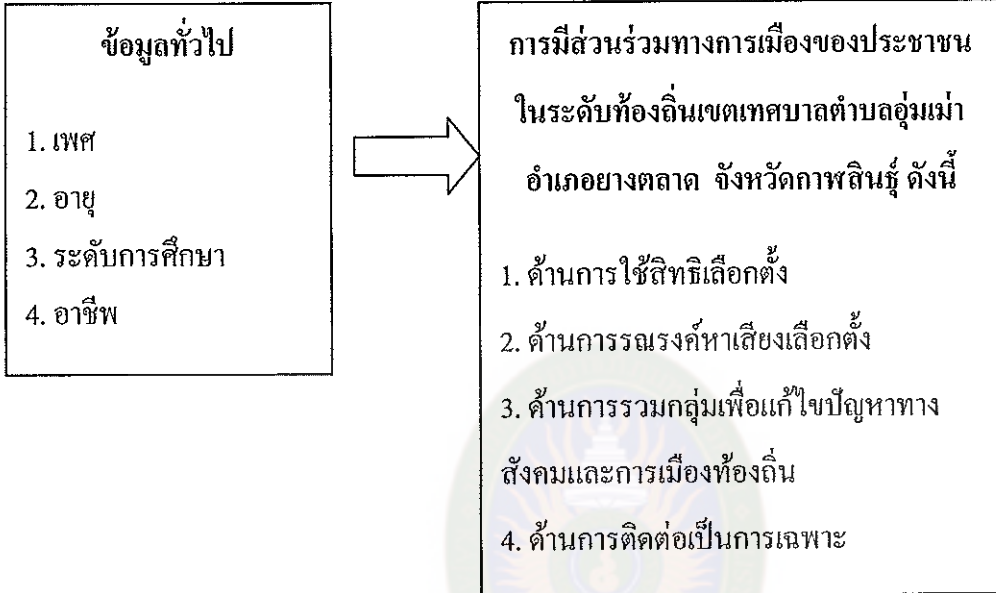 ข้อมูลทั่วไป
1. เพศ
2. อายุ
3. ระดับการศึกษา
4. อาชีพ
การมีส่วนร่วมทางการเมืองของประชาชน
ในระดับท้องถิ่นเขตเทศบาลตำบลอุ่มเม่า
อำเภอยางตลาด จังหวัดกาฬสินธุ์ ดังนี้
1. ด้านการใช้สิทธิเลือกตั้ง
2. ด้านการรณรงค์หาเสียงเลือกตั้ง
3. ด้านการรวมกลุ่มเพื่อแก้ไขปัญหาทาง
สังคมและการเมืองท้องถิ่น
4. ด้านการติดต่อเป็นการเฉพาะ